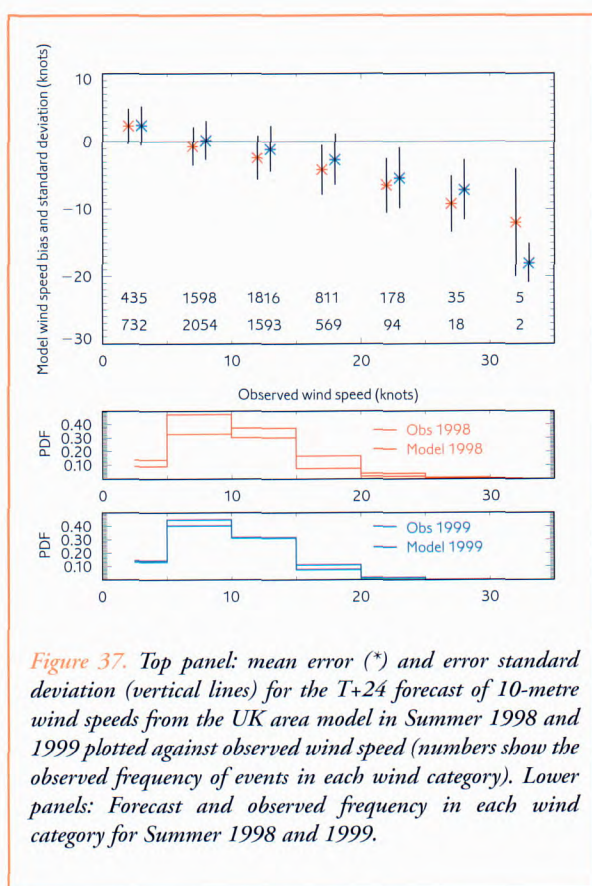 Model wind speed bias and standard deviation (knots)
10
0
−10
−20
−30
435 1598 1816 811 178 35 5
732 2054 1593 569 94 18 2
0 10 20 30
Observed wind speed (knots)
PDF
0.40
0.30
0.10
Obs 1998
Model 1998
0 10 20 30
PDF
0.40
0.30
0.10
Obs 1999
Model 1999
0 10 20 30
Figure 37. Top panel: mean error (*) and error standard
deviation (vertical lines) for the T+24 forecast of 10-metre
wind speeds from the UK area model in Summer 1998 and
1999 plotted against observed wind speed (numbers show the
observed frequency of events in each wind category). Lower
panels: Forecast and observed frequency in each wind
category for Summer 1998 and 1999.